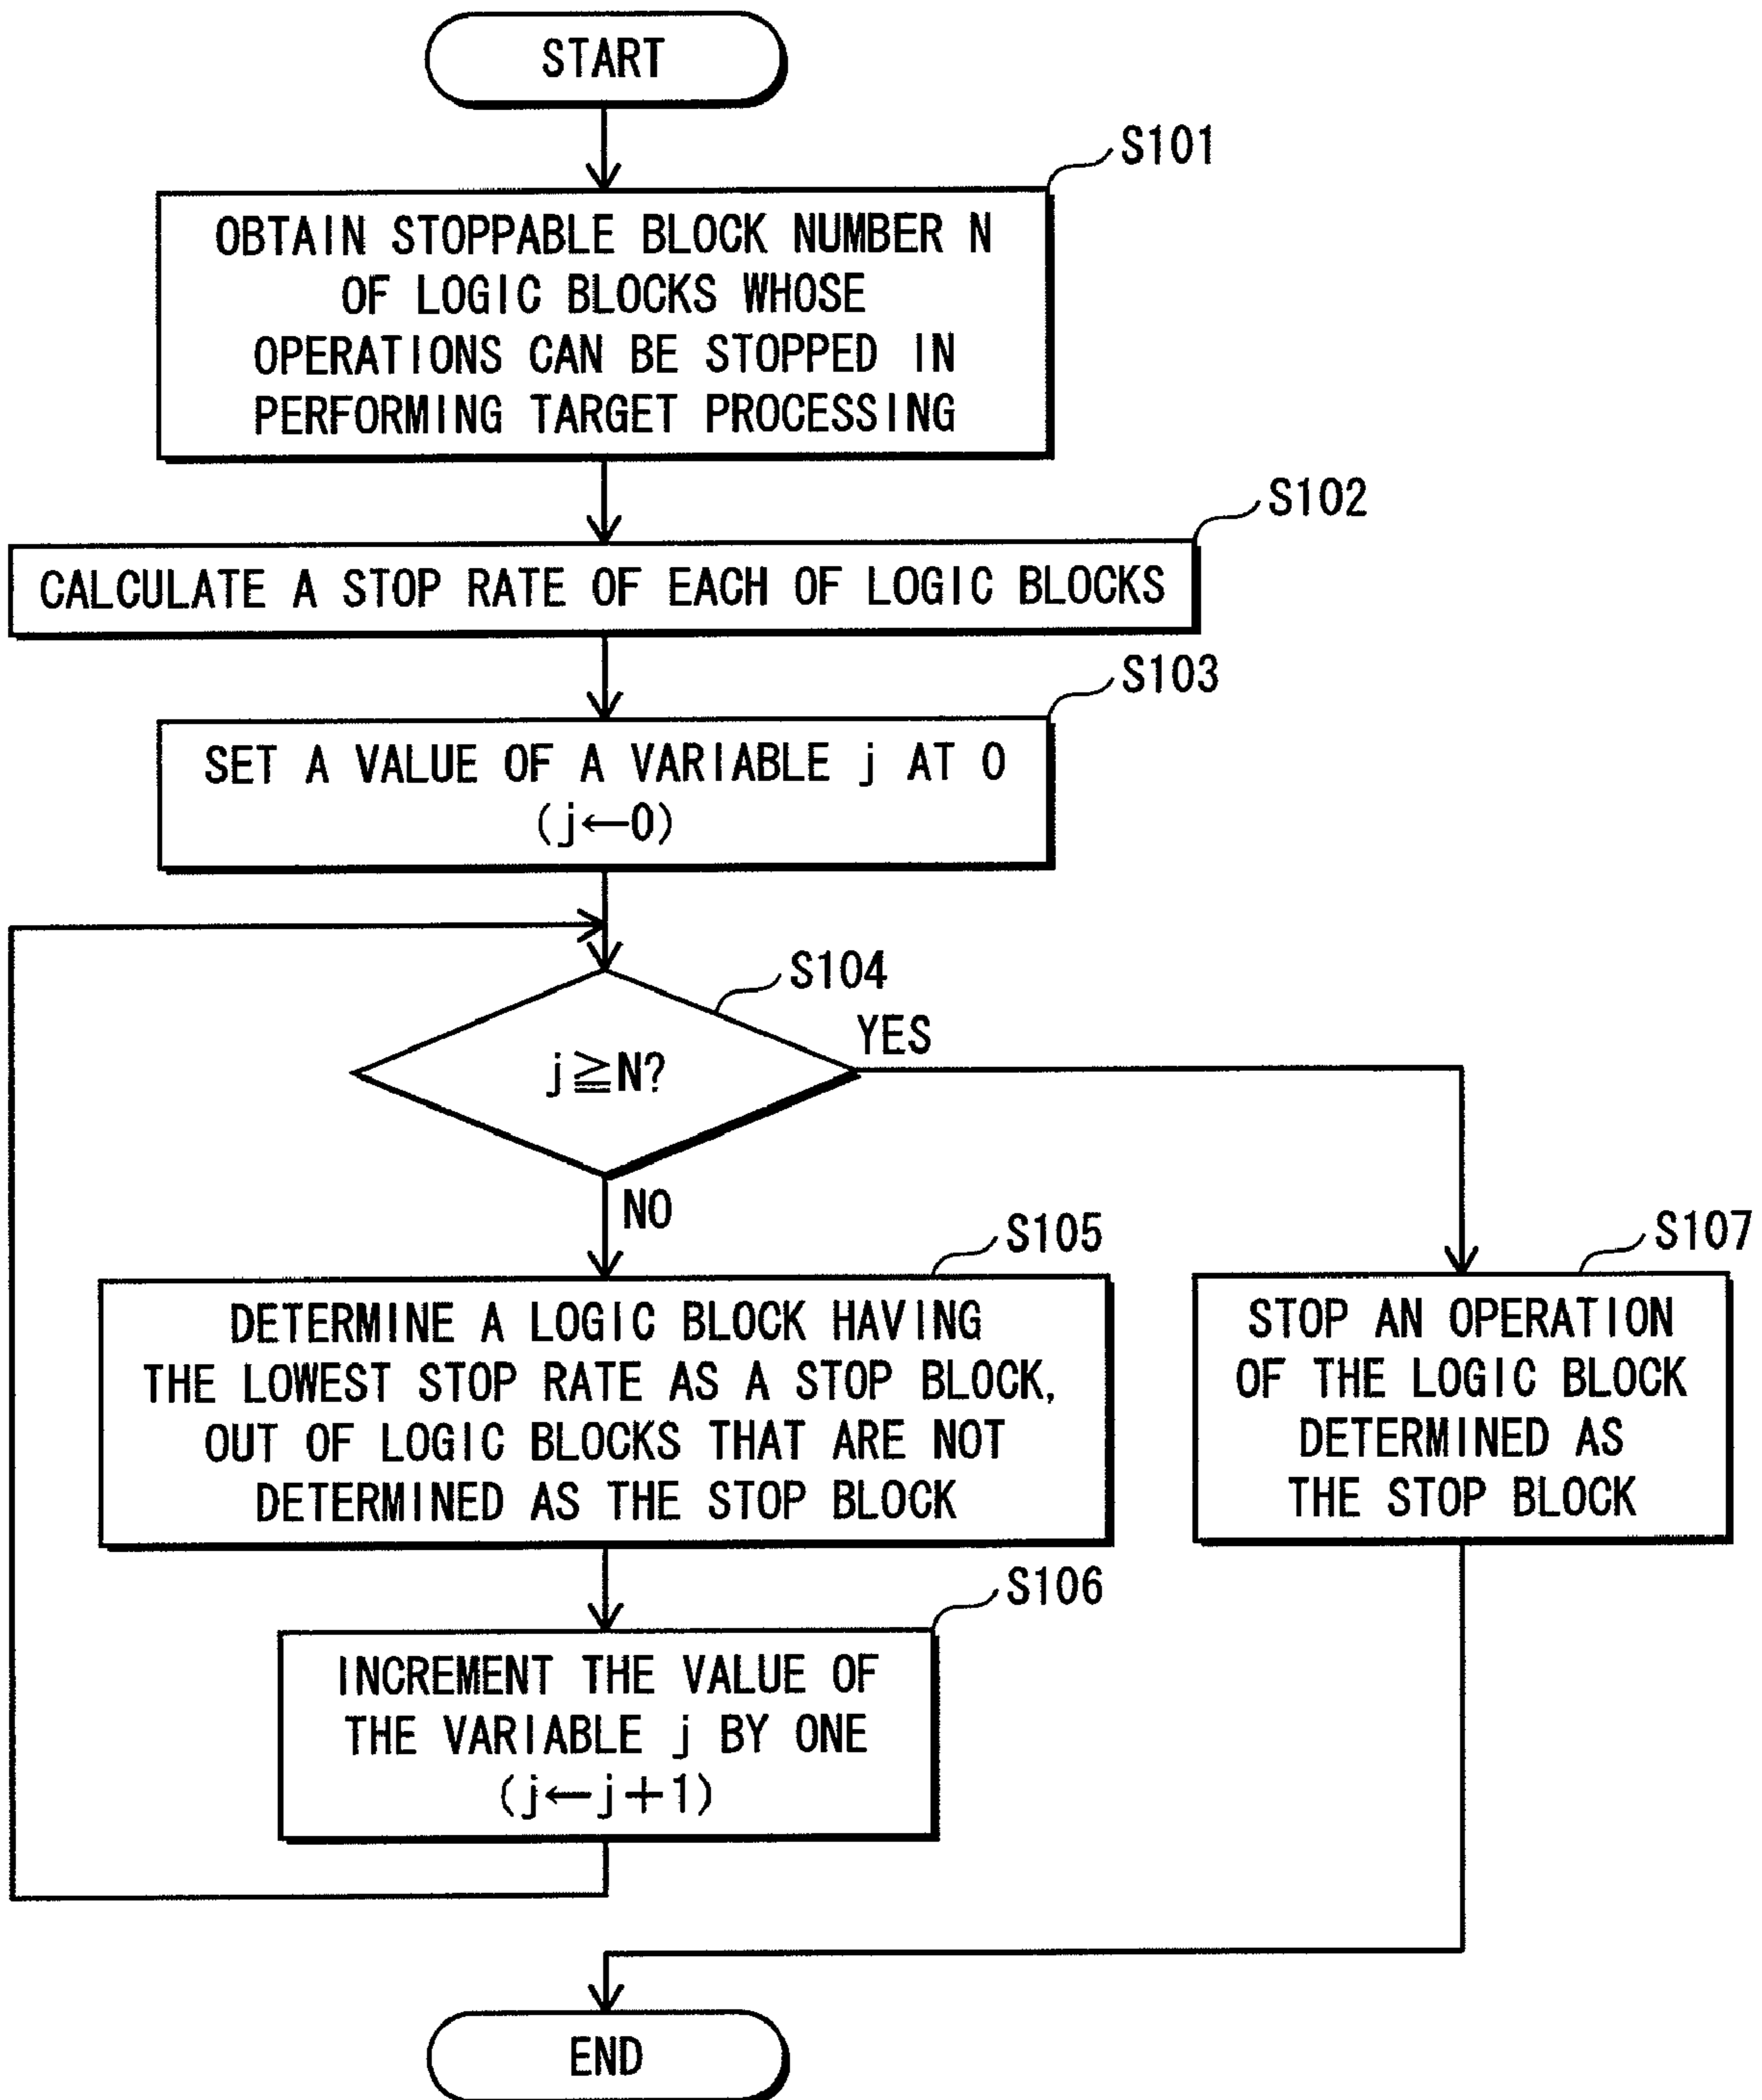 START
S101
OBTAIN STOPPABLE BLOCK NUMBER N
OF LOGIC BLOCKS WHOSE
OPERATIONS CAN BE STOPPED IN
PERFORMING TARGET PROCESSING
S102
CALCULATE A STOP RATE OF EACH OF LOGIC BLOCKS
S103
SET A VALUE OF A VARIABLE j AT 0
(j←0)
S104
j≧N?
YES
NO
S105
DETERMINE A LOGIC BLOCK HAVING
THE LOWEST STOP RATE AS A STOP BLOCK,
OUT OF LOGIC BLOCKS THAT ARE NOT
DETERMINED AS THE STOP BLOCK
S107
STOP AN OPERATION
OF THE LOGIC BLOCK
DETERMINED AS
THE STOP BLOCK
S106
INCREMENT THE VALUE OF
THE VARIABLE j BY ONE
(j←j+1)
END